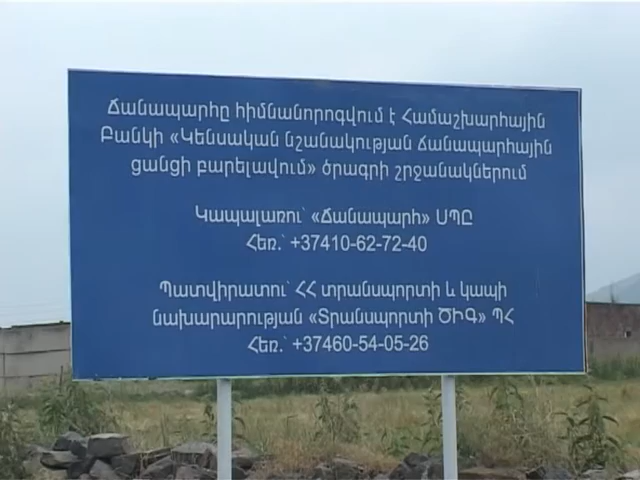 Ճանապարհը հիմնանորոգվում է Համաշխարհային
Բանկի «Կենսական նշանակության ճանապարհային
ցանցի բարելավում» ծրագրի շրջանակներում
Կապալառու՝ «Ճանապարհ» ՍՊԸ
Հեռ.՝ +37410-62-72-40
Պատվիրատու՝ ՀՀ տրանսպորտի և կապի
նախարարության «Տրանսպորտի ԾԻԳ» ՊՀ
Հեռ.՝ +37460-54-05-26